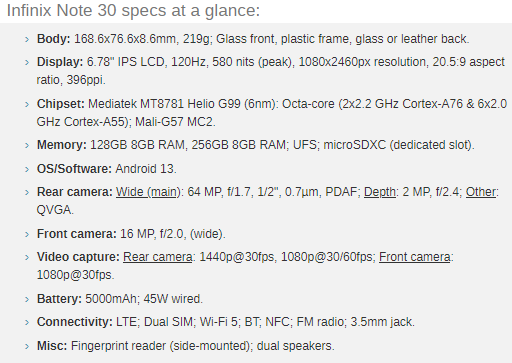 Infinix Note 30 specs at a glance:
› Body: 168.6x76.6x8.6mm, 219g; Glass front, plastic frame, glass or leather back.
› Display: 6.78" IPS LCD, 120Hz, 580 nits (peak), 1080x2460px resolution, 20.5:9 aspect
ratio, 396ppi.
› Chipset: Mediatek MT8781 Helio G99 (6nm): Octa-core (2x2.2 GHz Cortex-A76 & 6x2.0
GHz Cortex-A55); Mali-G57 MC2.
› Memory: 128GB 8GB RAM, 256GB 8GB RAM; UFS; microSDXC (dedicated slot).
› OS/Software: Android 13.
› Rear camera: Wide (main): 64 MP, f/1.7, 1/2", 0.7µm, PDAF; Depth: 2 MP, f/2.4; Other:
QVGA.
› Front camera: 16 MP, f/2.0, (wide).
› Video capture: Rear camera: 1440p@30fps, 1080p@30/60fps; Front camera:
1080p@30fps.
› Battery: 5000mAh; 45W wired.
› Connectivity: LTE; Dual SIM; Wi-Fi 5; BT; NFC; FM radio; 3.5mm jack.
› Misc: Fingerprint reader (side-mounted); dual speakers.